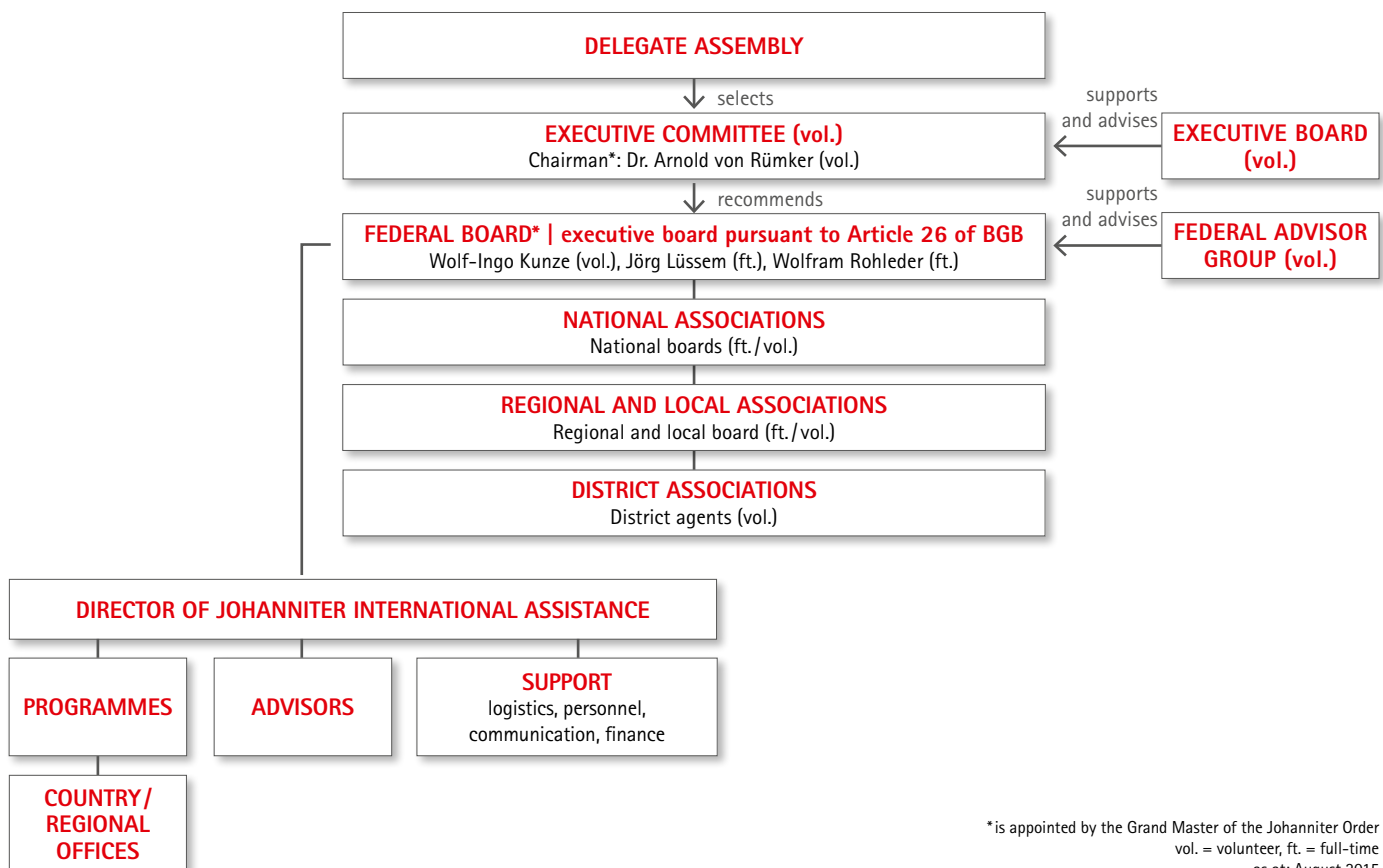 DELEGATE ASSEMBLY
selects
EXECUTIVE COMMITTEE (vol.)
Chairman*: Dr. Arnold von Rümker (vol.)
supports
and advises
EXECUTIVE BOARD
(vol.)
recommends
FEDERAL BOARD* | executive board pursuant to Article 26 of BGB
Wolf-Ingo Kunze (vol.), Jörg Lüssem (ft.), Wolfram Rohleder (ft.)
supports
and advises
FEDERAL ADVISOR
GROUP (vol.)
NATIONAL ASSOCIATIONS
National boards (ft./vol.)
REGIONAL AND LOCAL ASSOCIATIONS
Regional and local board (ft./vol.)
DISTRICT ASSOCIATIONS
District agents (vol.)
DIRECTOR OF JOHANNITER INTERNATIONAL ASSISTANCE
PROGRAMMES
ADVISORS
SUPPORT
logistics, personnel,
communication, finance
COUNTRY/
REGIONAL
OFFICES
*is appointed by the Grand Master of the Johanniter Order
vol. = volunteer, ft. = full-time
as at: August 2015